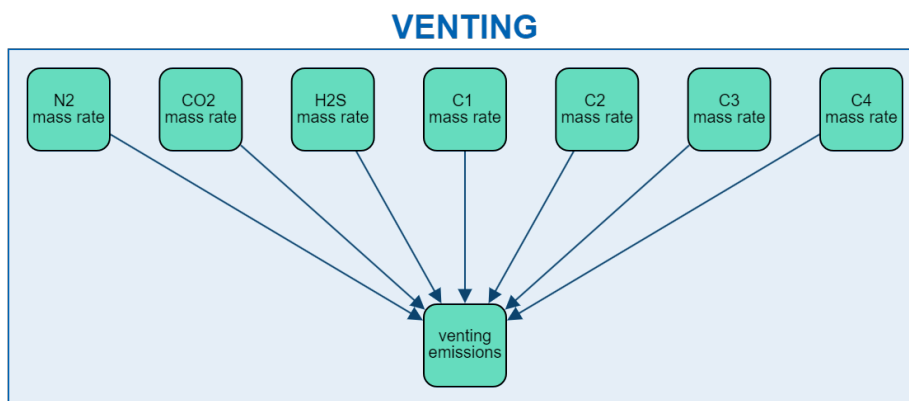 VENTING
N2
mass rate
CO2
mass rate
H2S
mass rate
C1
mass rate
C2
mass rate
C3
mass rate
C4
mass rate
venting
emissions